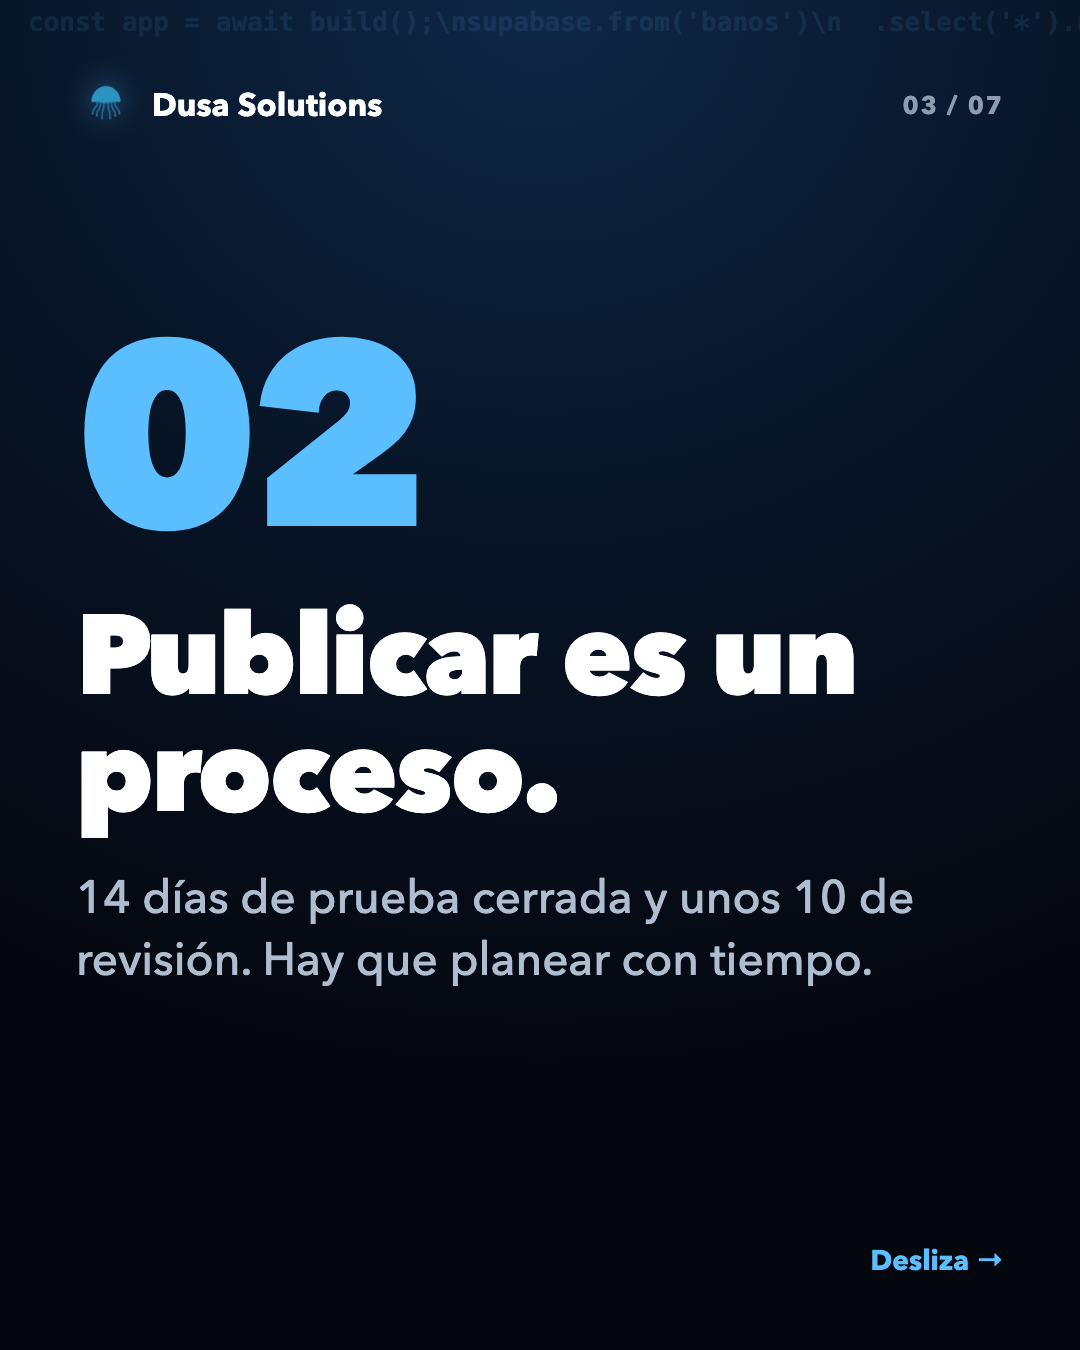 const app = await build();\nsupabase.from('banos')\n  .select('*').
Dusa Solutions
03 / 07
02
Publicar es un
proceso.
14 días de prueba cerrada y unos 10 de
revisión. Hay que planear con tiempo.
Desliza →